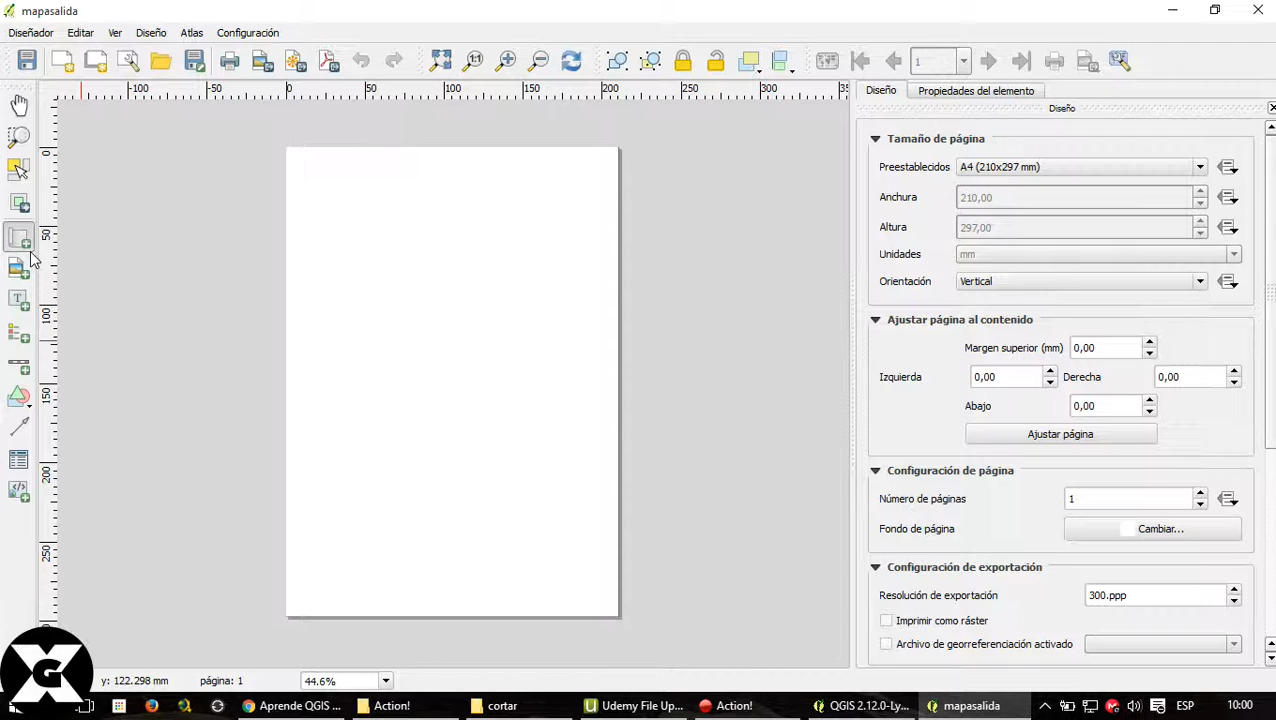 mapasalida
Diseñador Editar Ver Diseño Atlas Configuración
1:1 1
-100 -50 0 50 100 150 200 250 300
0 50 100 150 200 250
Diseño Propiedades del elemento
Diseño
Tamaño de página
Preestablecidos A4 (210x297 mm)
Anchura 210,00
Altura 297,00
Unidades mm
Orientación Vertical
Ajustar página al contenido
Margen superior (mm) 0,00
Izquierda 0,00 Derecha 0,00
Abajo 0,00
Ajustar página
Configuración de página
Número de páginas 1
Fondo de página Cambiar...
Configuración de exportación
Resolución de exportación 300.ppp
Imprimir como ráster
Archivo de georreferenciación activado
y: 122.298 mm página: 1 44.6%
XG
Aprende QGIS ... Action! cortar Udemy File Up... Action! QGIS 2.12.0-Ly... mapasalida ESP 10:00